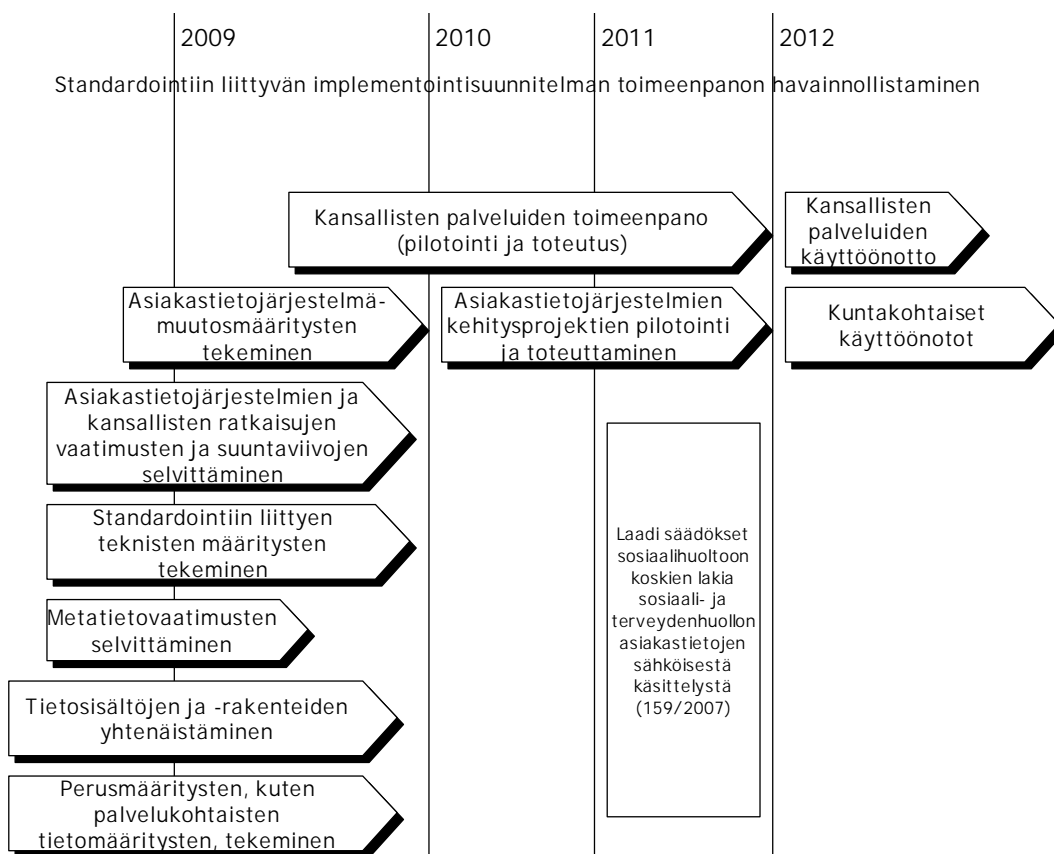 2009
2010
2011
2012
Standardointiin liittyvän implementointisuunnitelman toimeenpanon havainnollistaminen
Kansallisten palveluiden toimeenpano
(pilotointi ja toteutus)
Kansallisten
palveluiden
käyttöönotto
Asiakastietojärjestelmä-
muutosmääritysten
tekeminen
Asiakastietojärjestelmien
kehitysprojektien pilotointi
ja toteuttaminen
Kuntakohtaiset
käyttöönotot
Asiakastietojärjestelmien ja
kansallisten ratkaisujen
vaatimusten ja suuntaviivojen
selvittäminen
Standardointiin liittyen
teknisten määritysten
tekeminen
Metatietovaatimusten
selvittäminen
Tietosisältöjen ja -rakenteiden
yhtenäistäminen
Perusmääritysten, kuten
palvelukohtaisten
tietomääritysten, tekeminen
Laadi säädökset
sosiaalihuoltoon
koskien lakia
sosiaali- ja
terveydenhuollon
asiakastietojen
sähköisestä
käsittelystä
(159/2007)